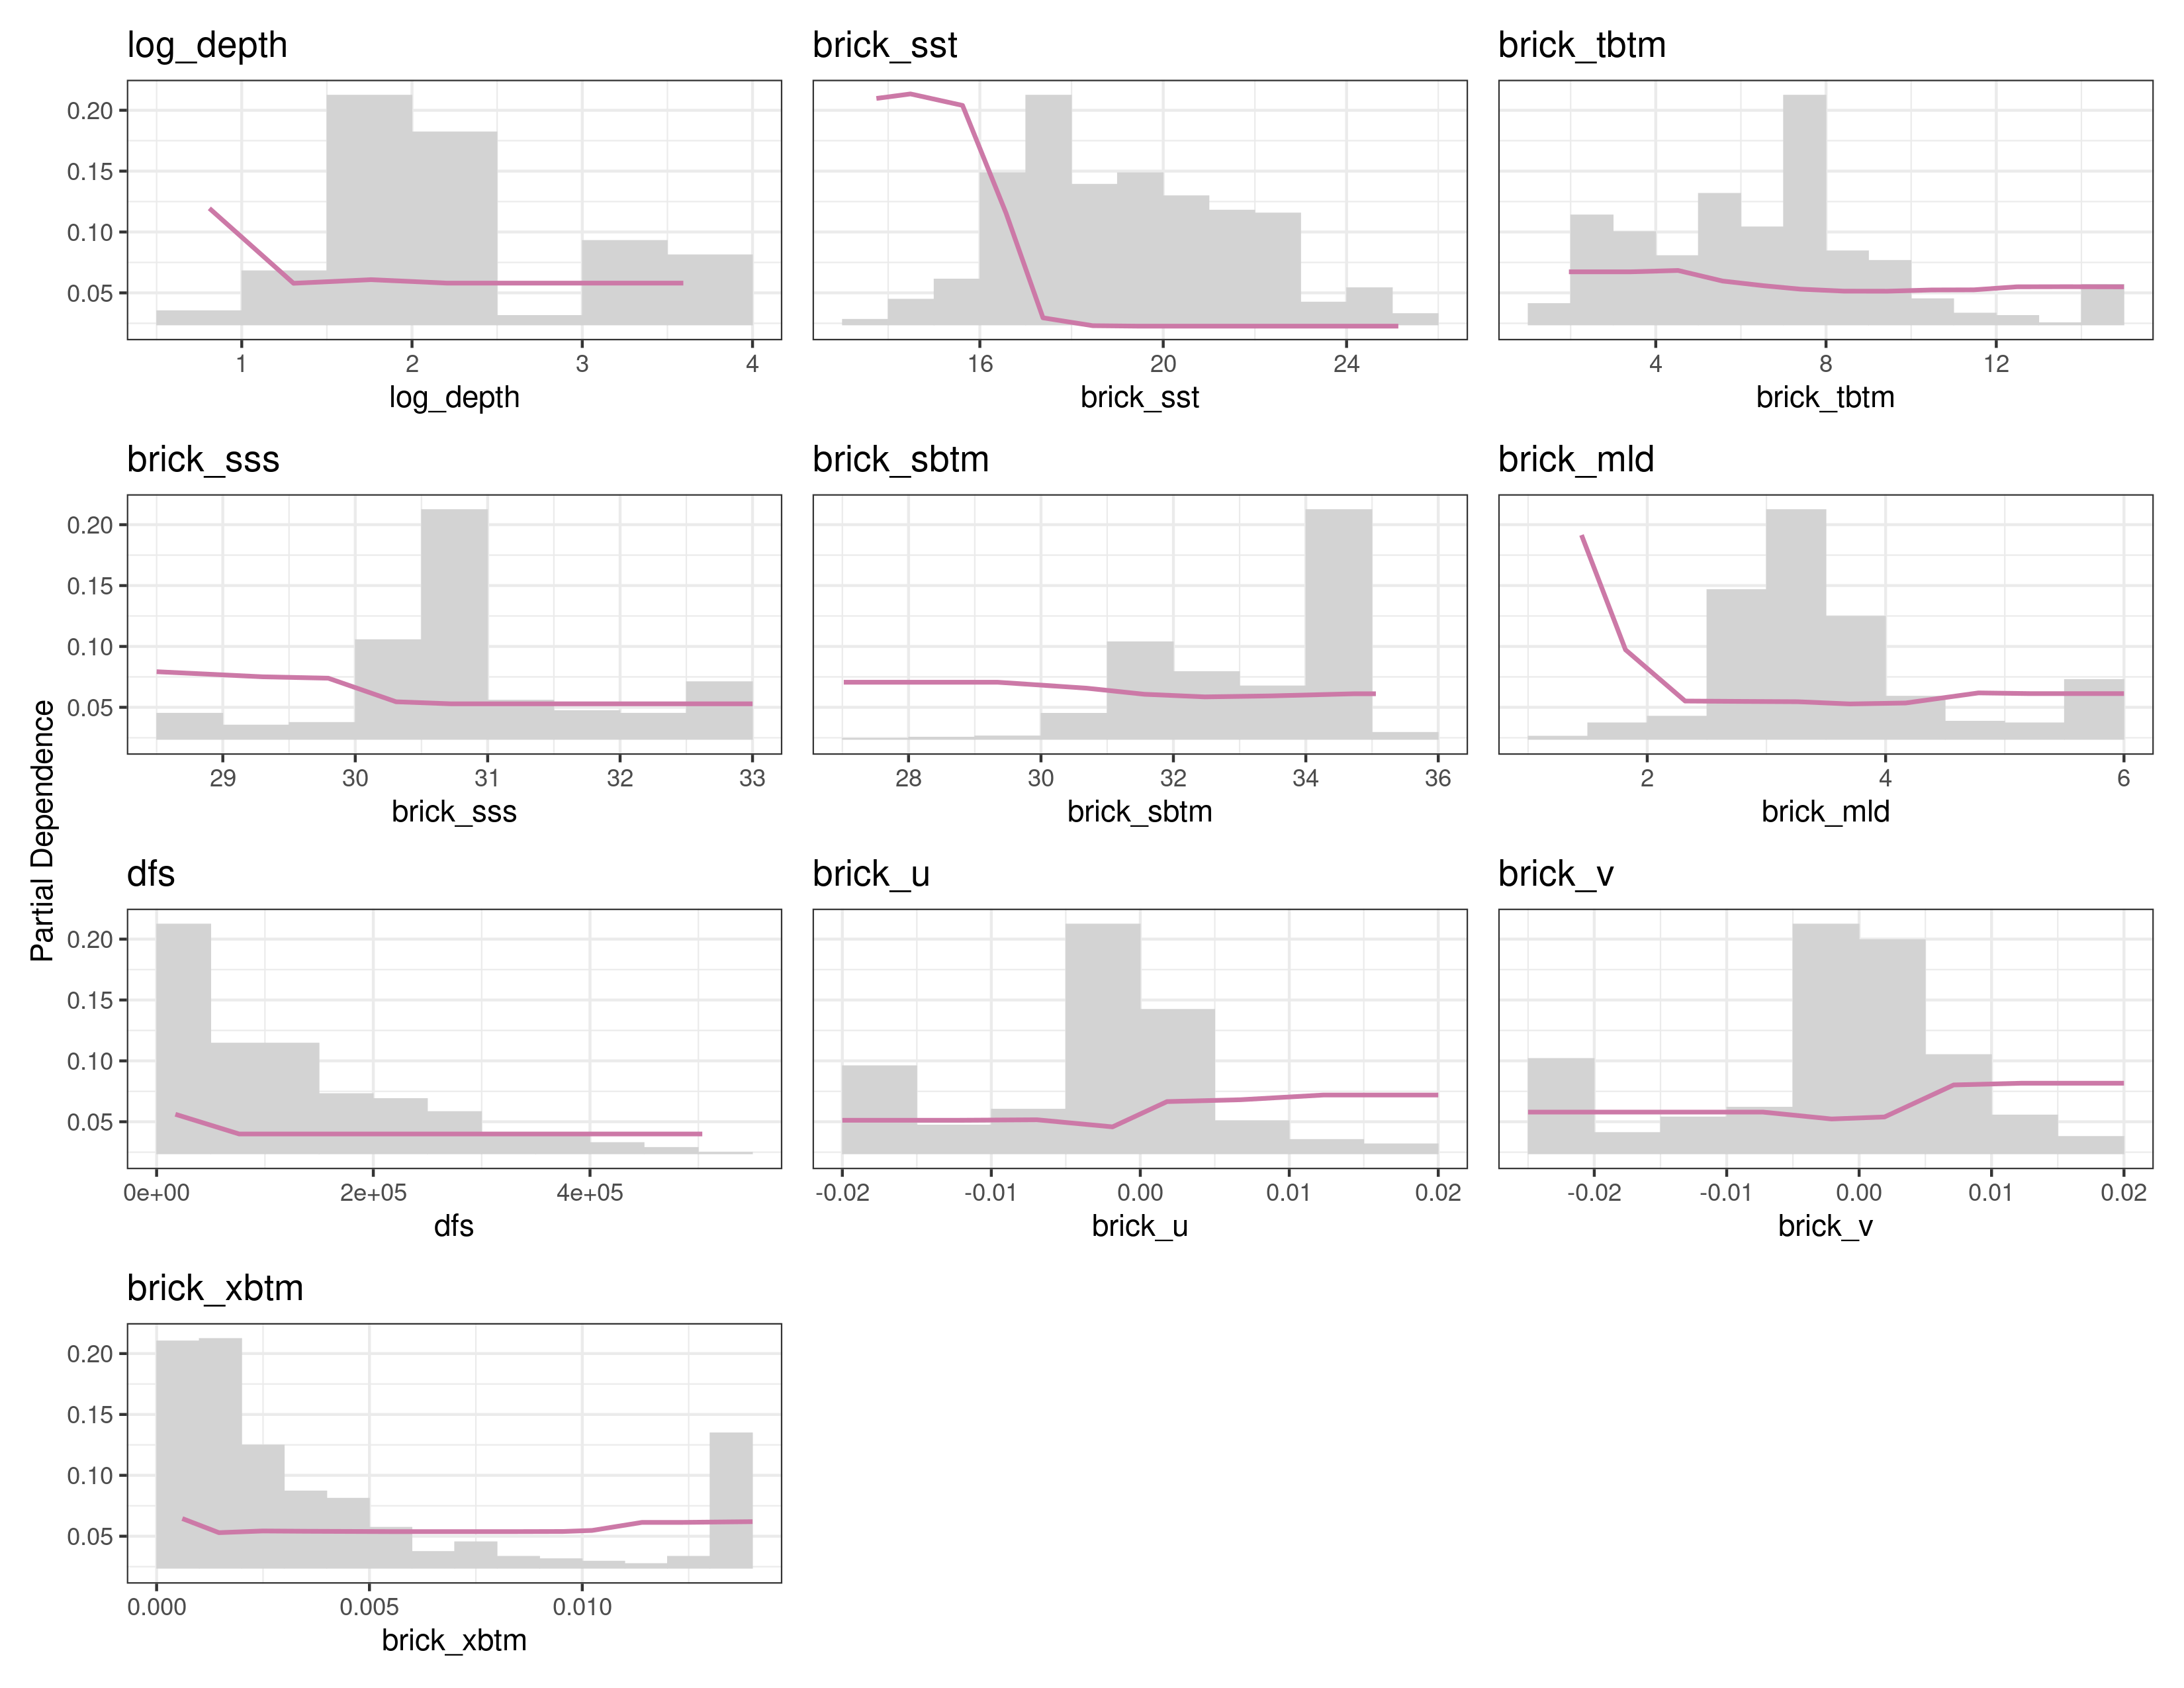 log_depth
brick_sst
brick_tbtm
0.20
0.15
0.10
0.05
1 2 3 4
16 20 24
4 8 12
log_depth
brick_sst
brick_tbtm
brick_sss
brick_sbtm
brick_mld
0.20
0.15
0.10
0.05
29 30 31 32 33
28 30 32 34 36
2 4 6
brick_sss
brick_sbtm
brick_mld
Partial Dependence
dfs
brick_u
brick_v
0.20
0.15
0.10
0.05
0e+00 2e+05 4e+05
-0.02 -0.01 0.00 0.01 0.02
-0.02 -0.01 0.00 0.01 0.02
dfs
brick_u
brick_v
brick_xbtm
0.20
0.15
0.10
0.05
0.000 0.005 0.010
brick_xbtm